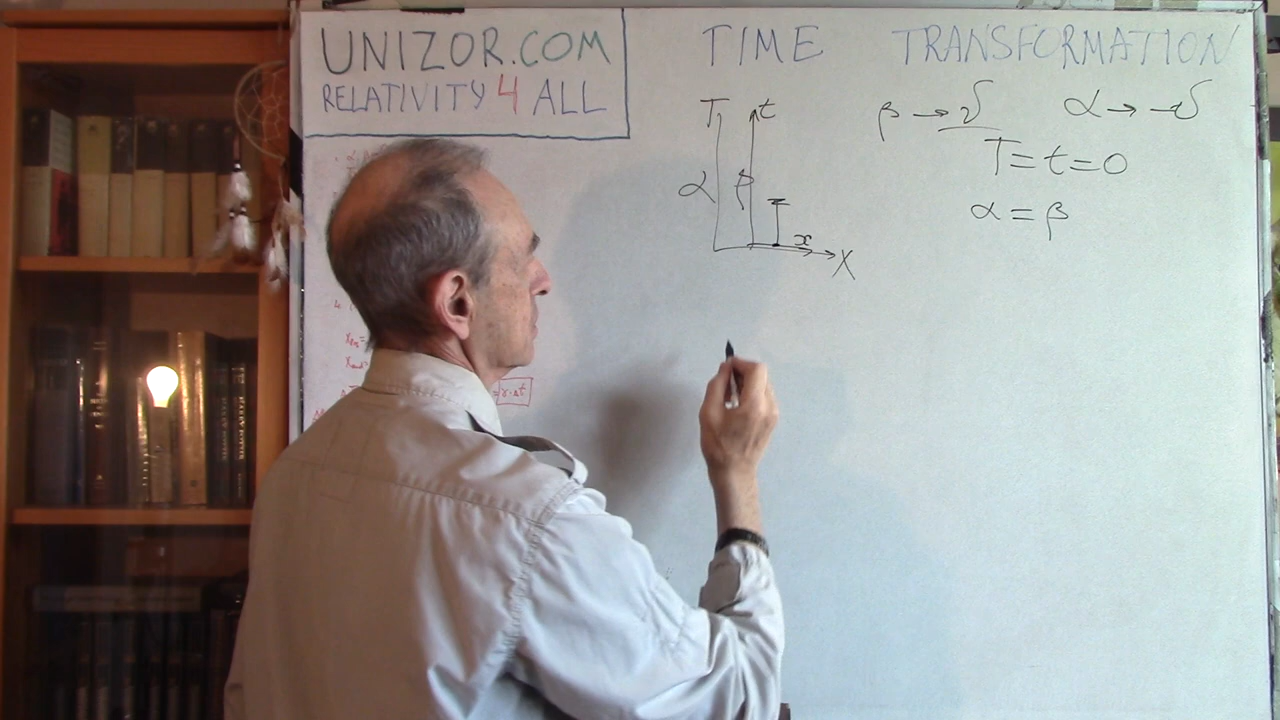 UNIZOR.COM
RELATIVITY 4 ALL
TIME TRANSFORMATION
T t
α β
x
X
β → v α → -v
T = t = 0
α = β